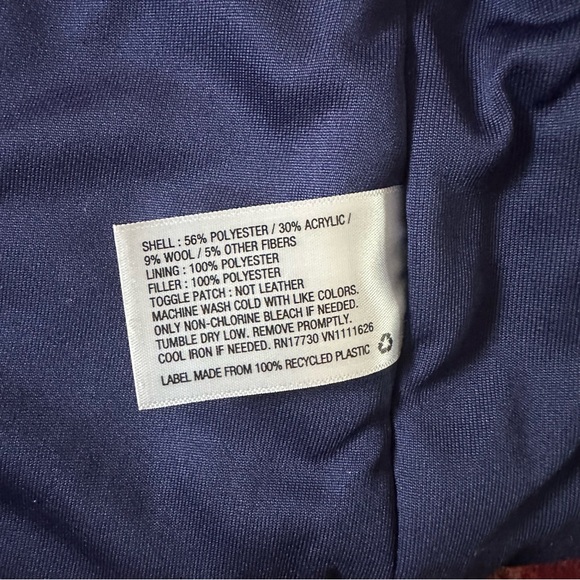 SHELL : 56% POLYESTER / 30% ACRYLIC /
9% WOOL / 5% OTHER FIBERS
LINING : 100% POLYESTER
FILLER : 100% POLYESTER
TOGGLE PATCH : NOT LEATHER
MACHINE WASH COLD WITH LIKE COLORS.
ONLY NON-CHLORINE BLEACH IF NEEDED.
TUMBLE DRY LOW. REMOVE PROMPTLY.
COOL IRON IF NEEDED. RN17730 VN1111626
LABEL MADE FROM 100% RECYCLED PLASTIC